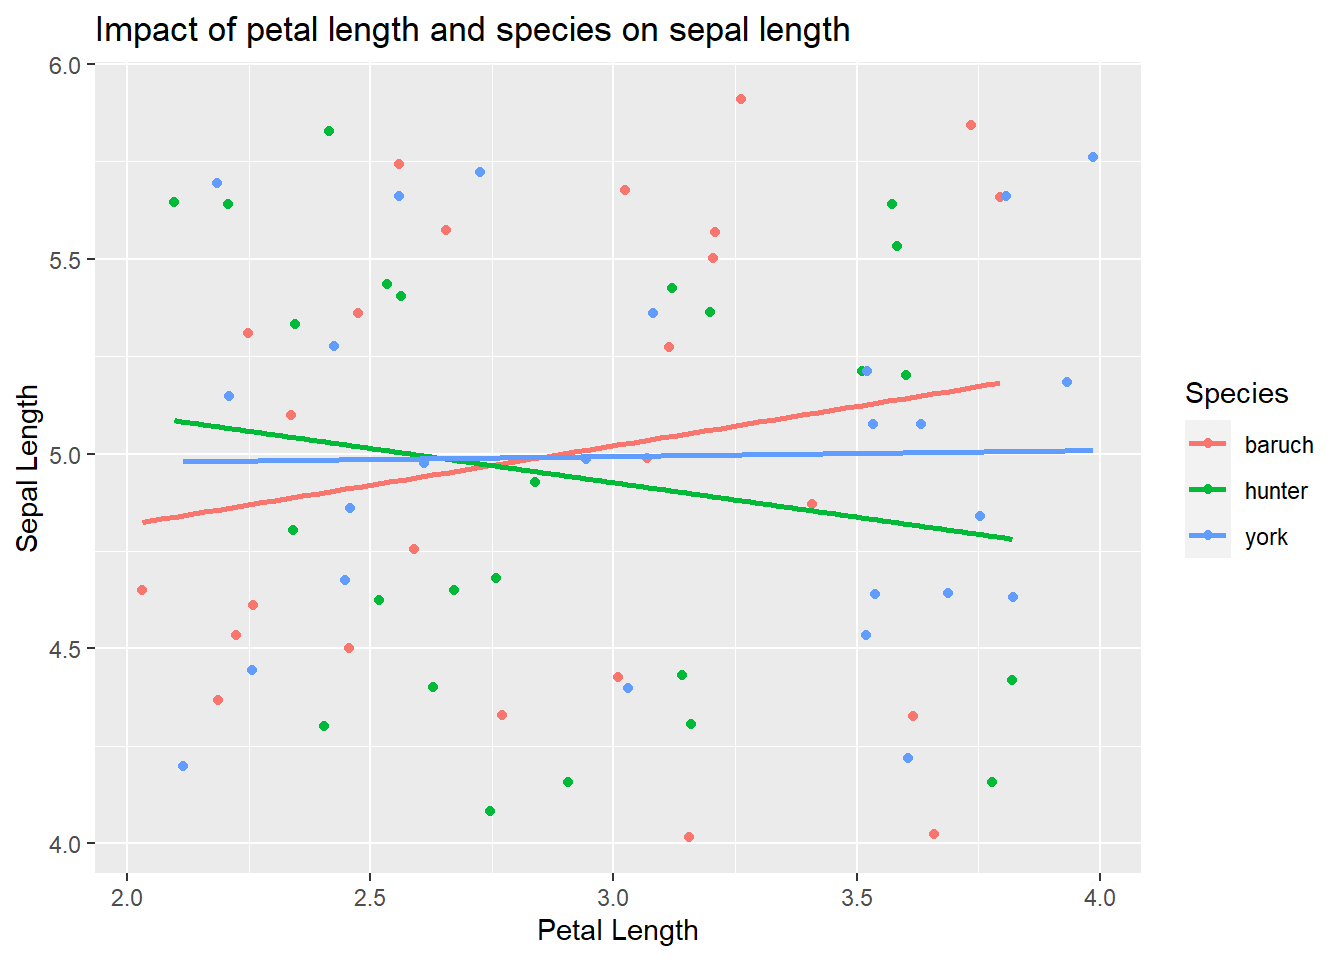 Impact of petal length and species on sepal length
6.0
5.5
5.0
4.5
4.0
Sepal Length
2.0 2.5 3.0 3.5 4.0
Petal Length
Species
baruch
hunter
york